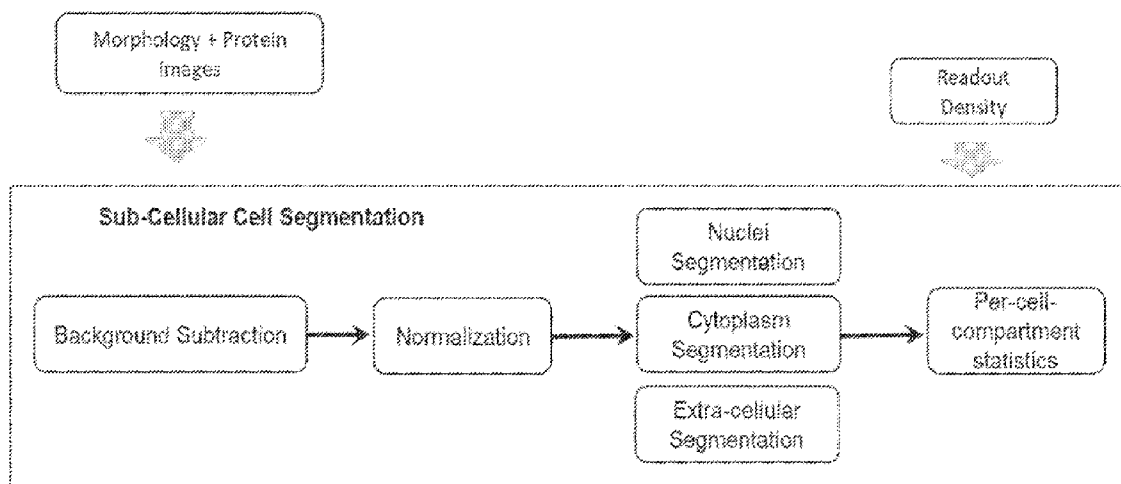 Morphology + Protein
images
Readout
Density
Sub-Cellular Cell Segmentation
Nuclei
Segmentation
Background Subtraction
Normalization
Cytoplasm
Segmentation
Per-cell-
compartment
statistics
Extra-cellular
Segmentation